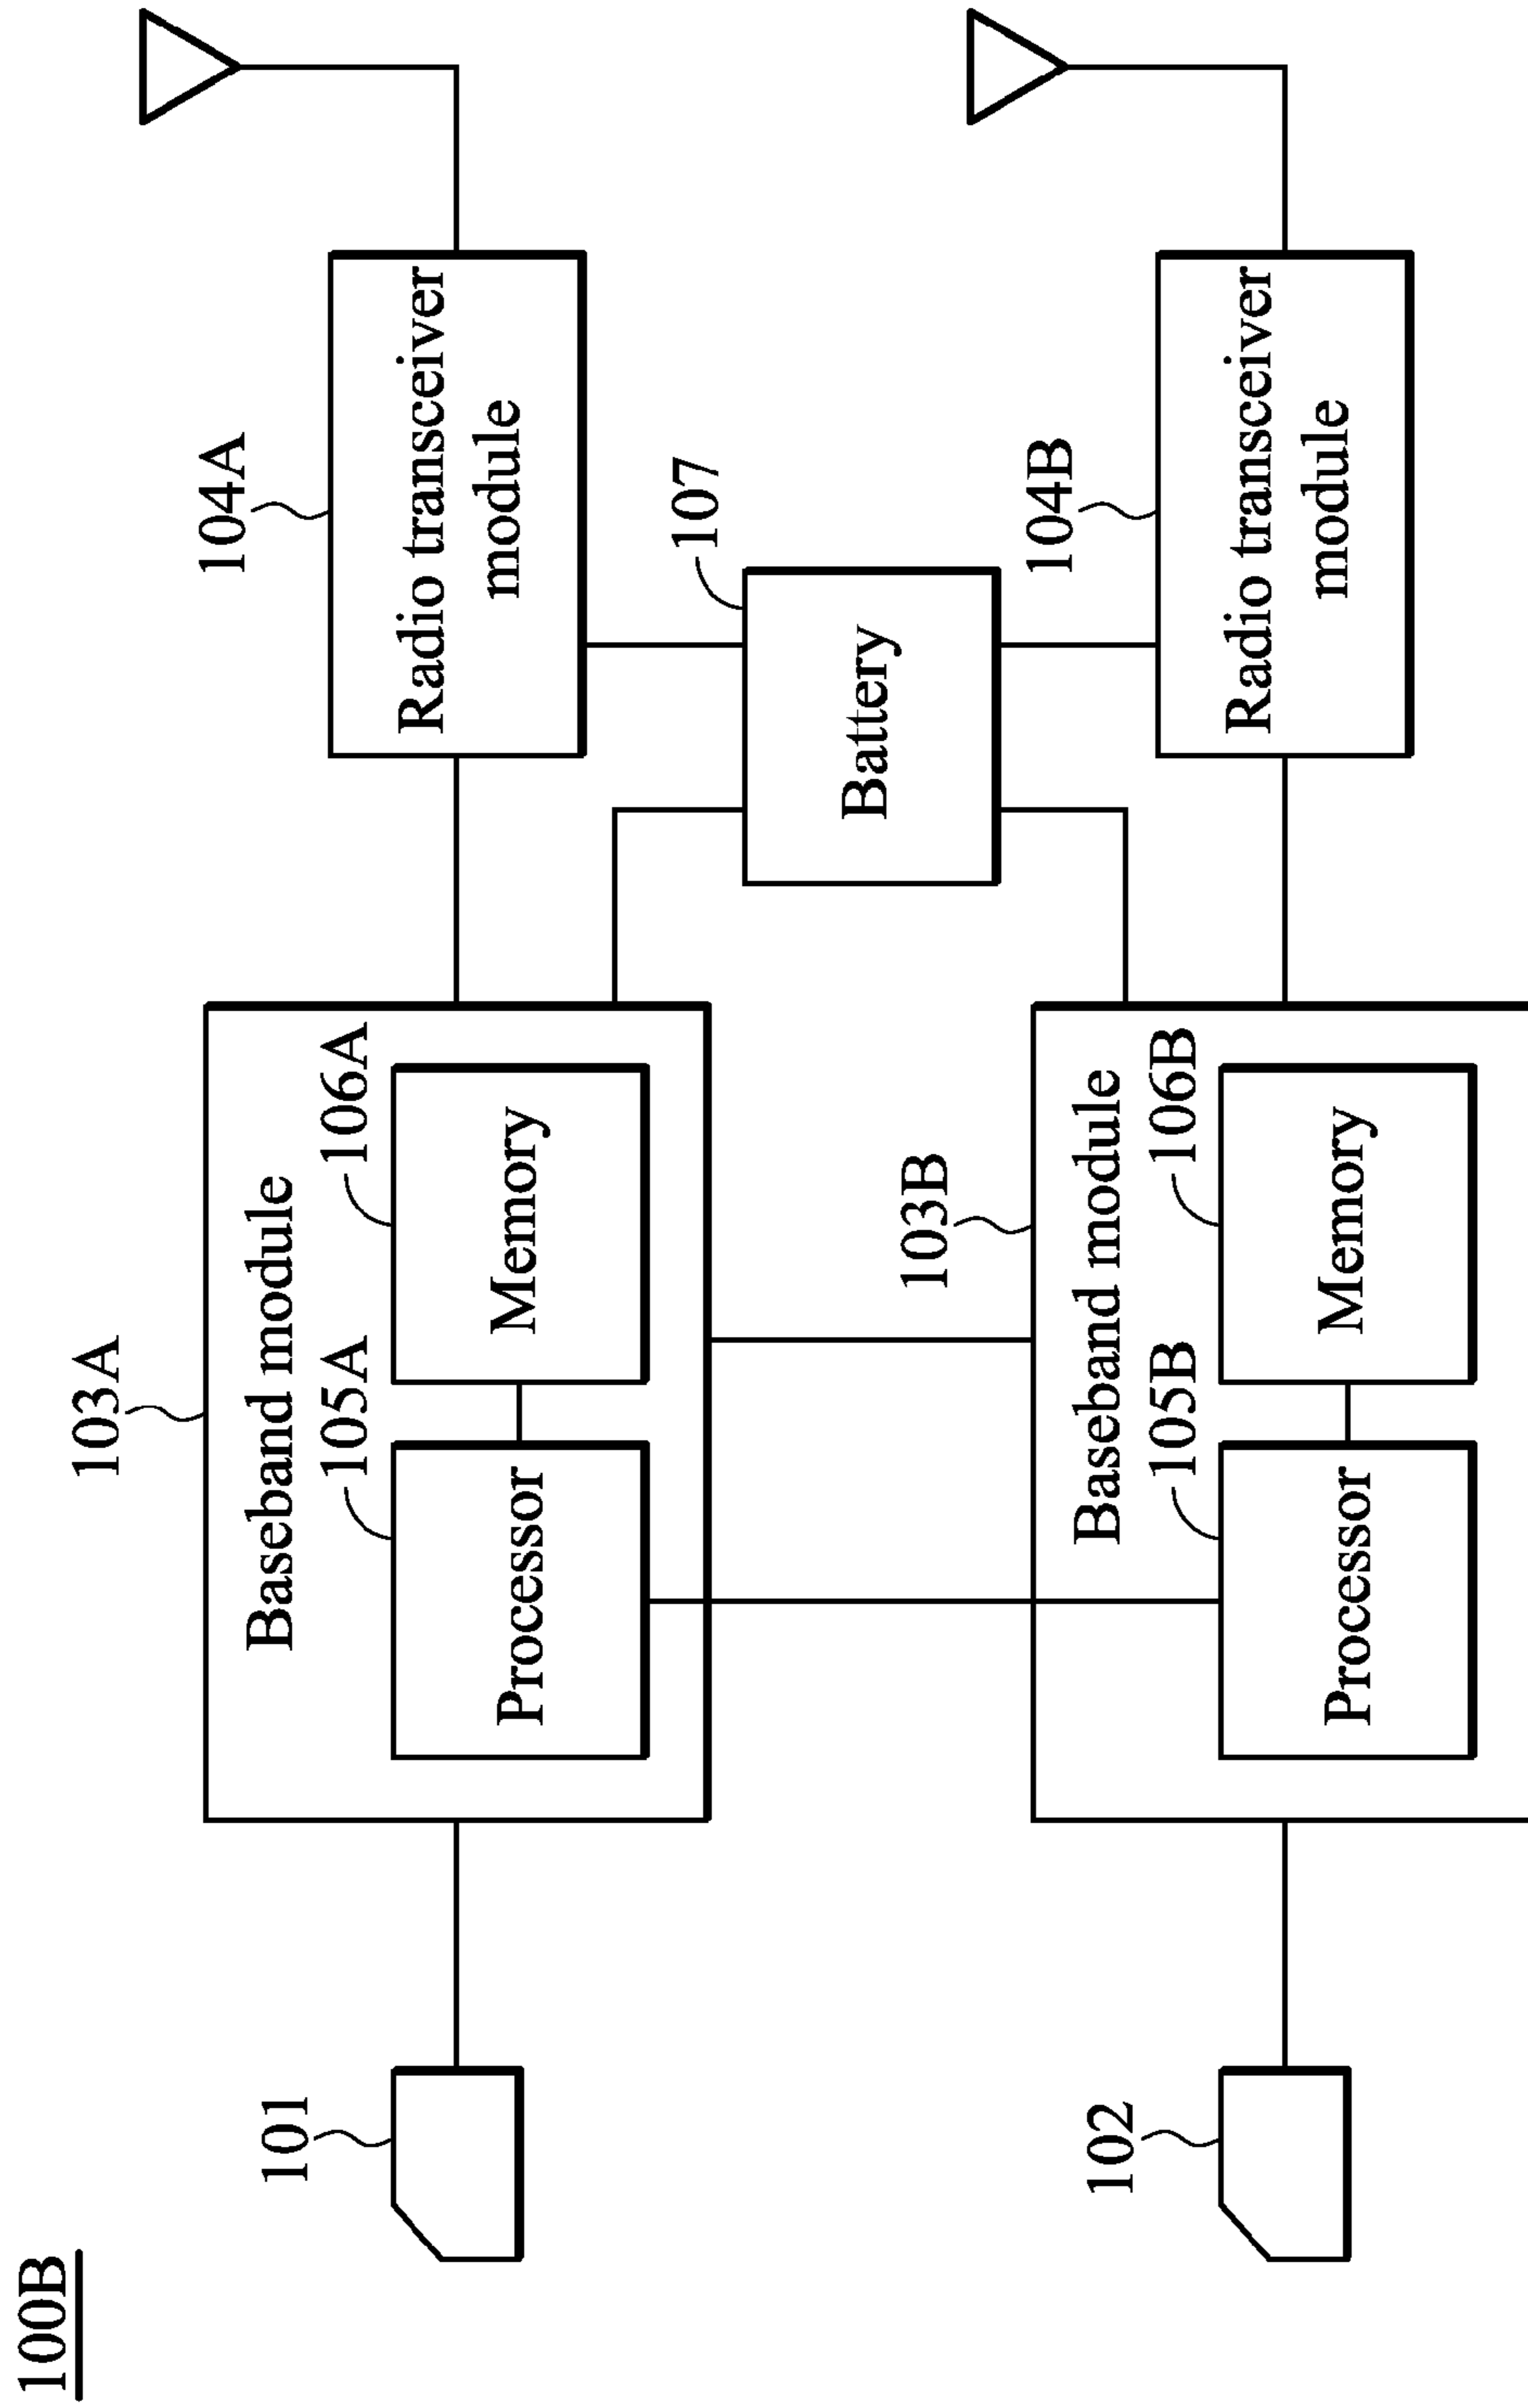 100B
103A
104A
Baseband module
105A
106A
Processor
Memory
Radio transceiver
module
101
107
Battery
103B
104B
Baseband module
105B
106B
Processor
Memory
Radio transceiver
module
102